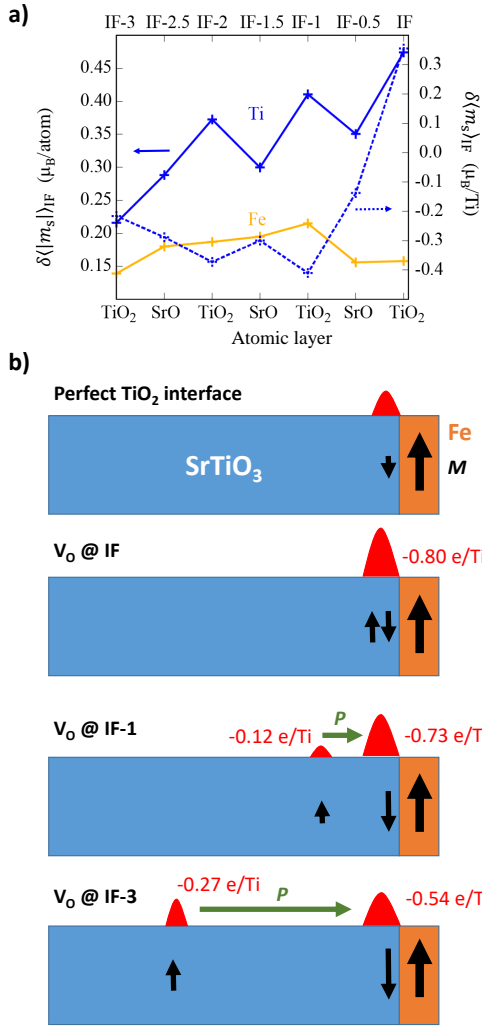 a)
IF-3 IF-2.5 IF-2 IF-1.5 IF-1 IF-0.5 IF
0.45
0.40
0.35
0.30
0.25
0.20
0.15
δ⟨|mₛ|⟩IF (μB/atom)
Ti
Fe
0.3
0.2
0.1
0.0
-0.1
-0.2
-0.3
-0.4
δ⟨mₛ⟩IF (μB/Ti)
TiO₂ SrO TiO₂ SrO TiO₂ SrO TiO₂
Atomic layer
b)
Perfect TiO₂ interface
SrTiO₃
Fe
M
V_O @ IF
-0.80 e/Ti
V_O @ IF-1
-0.12 e/Ti
P
-0.73 e/T
V_O @ IF-3
-0.27 e/Ti
P
-0.54 e/T